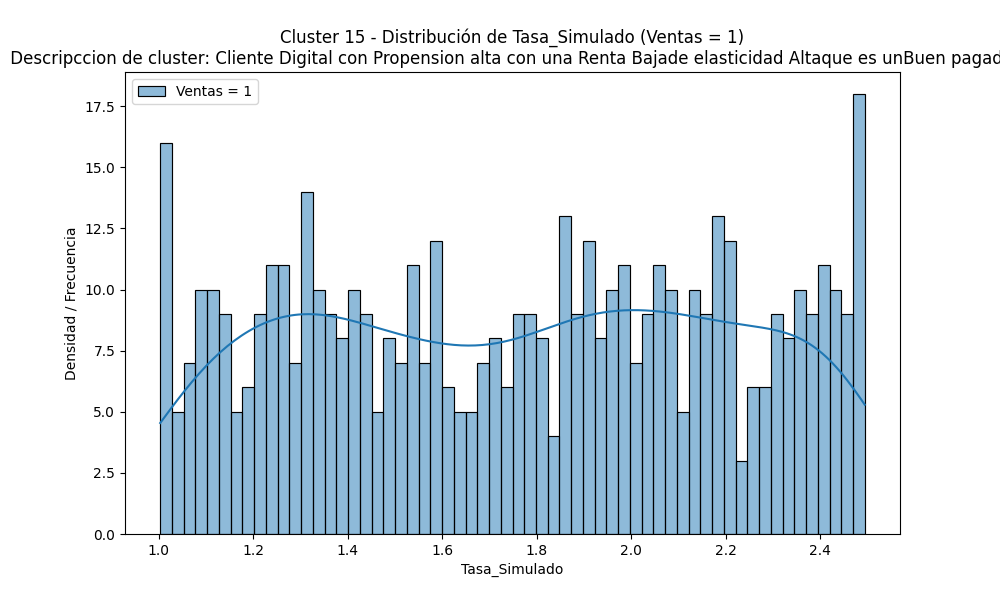 Cluster 15 - Distribución de Tasa_Simulado (Ventas = 1)
Descripccion de cluster: Cliente Digital con Propension alta con una Renta Bajade elasticidad Altaque es unBuen pagad
Ventas = 1
17.5
15.0
12.5
10.0
7.5
5.0
2.5
0.0
Densidad / Frecuencia
1.0 1.2 1.4 1.6 1.8 2.0 2.2 2.4
Tasa_Simulado